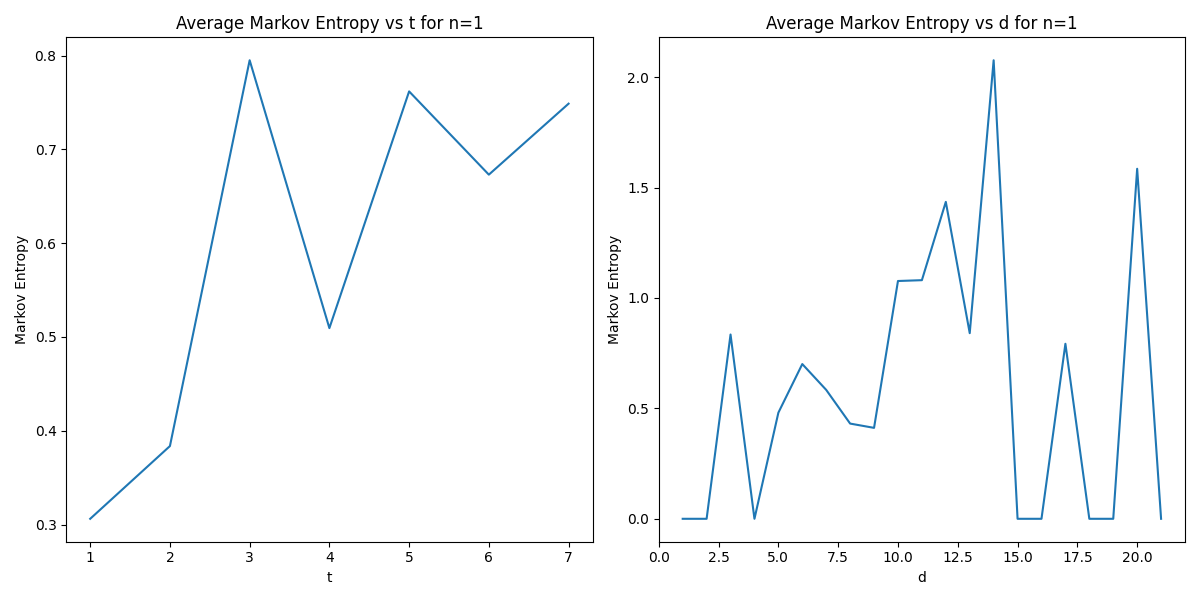 Average Markov Entropy vs t for n=1
0.8
0.7
0.6
0.5
0.4
0.3
Markov Entropy
1 2 3 4 5 6 7
t
Average Markov Entropy vs d for n=1
2.0
1.5
1.0
0.5
0.0
Markov Entropy
0.0 2.5 5.0 7.5 10.0 12.5 15.0 17.5 20.0
d